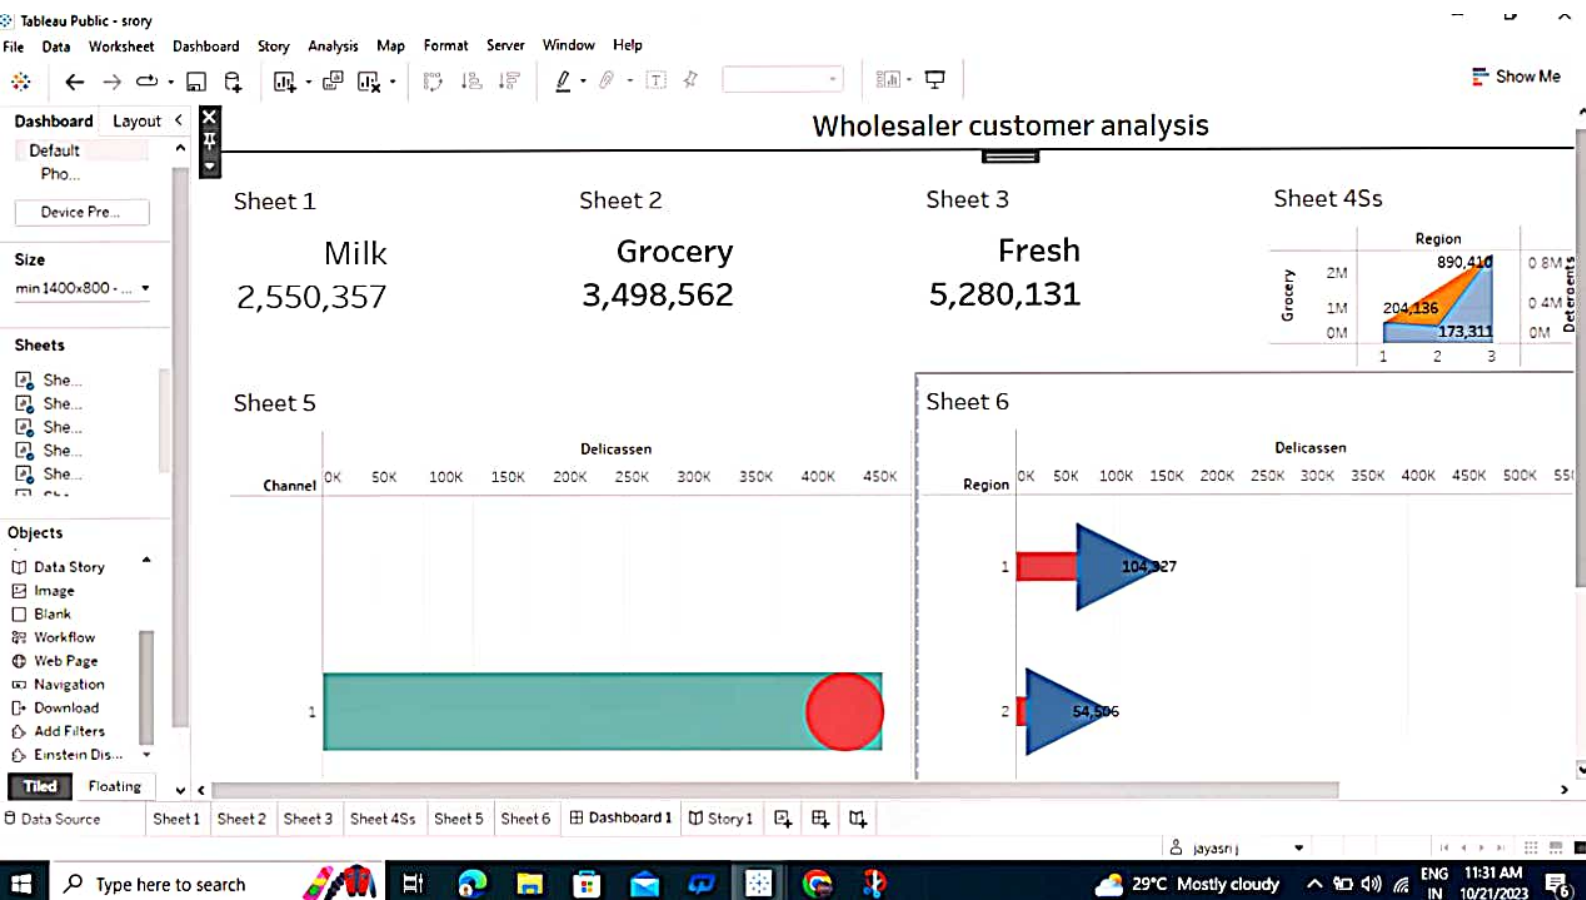 Tableau Public - srory
File Data Worksheet Dashboard Story Analysis Map Format Server Window Help
Show Me
Dashboard Layout
Default
Pho...
Device Pre...
Size
min 1400x800 - ...
Sheets
She...
She...
She...
She...
She...
Objects
Data Story
Image
Blank
Workflow
Web Page
Navigation
Download
Add Filters
Einstein Dis...
Tiled Floating
Wholesaler customer analysis
Sheet 1
Milk
2,550,357
Sheet 2
Grocery
3,498,562
Sheet 3
Fresh
5,280,131
Sheet 4Ss
Region
Grocery
2M
1M
0M
890,410
204,136
173,311
0.8M
0.4M
0M
Detergents
1 2 3
Sheet 5
Delicassen
Channel 0K 50K 100K 150K 200K 250K 300K 350K 400K 450K
1
Sheet 6
Delicassen
Region 0K 50K 100K 150K 200K 250K 300K 350K 400K 450K 500K 55
1 104,327
2 54,506
Data Source Sheet 1 Sheet 2 Sheet 3 Sheet 4Ss Sheet 5 Sheet 6 Dashboard 1 Story 1
jayasri j
Type here to search
29°C Mostly cloudy
ENG
IN
11:31 AM
10/21/2023
6